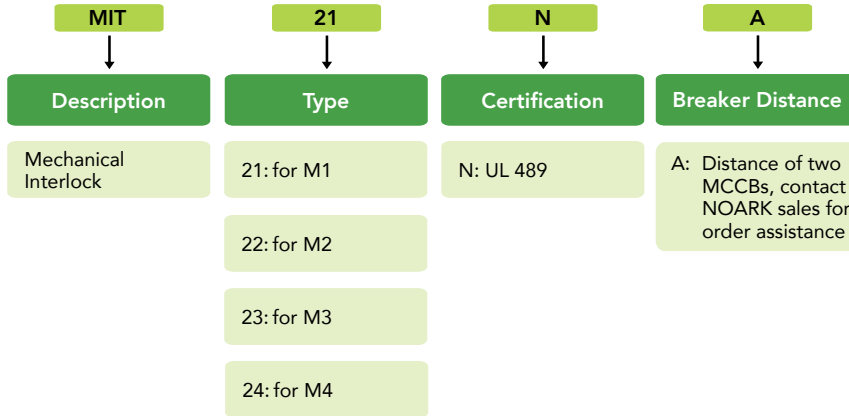 MIT
21
N
A
Description
Type
Certification
Breaker Distance
Mechanical
Interlock
21: for M1
22: for M2
23: for M3
24: for M4
N: UL 489
A: Distance of two
MCCBs, contact
NOARK sales for
order assistance